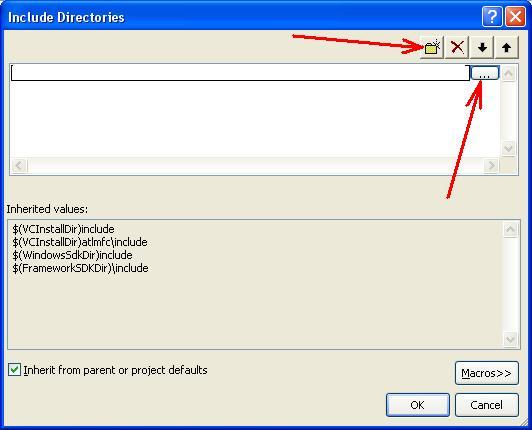 Include Directories
...
Inherited values:
$(VCInstallDir)include
$(VCInstallDir)atlmfc\include
$(WindowsSdkDir)include
$(FrameworkSDKDir)\include
Inherit from parent or project defaults
Macros>>
OK
Cancel